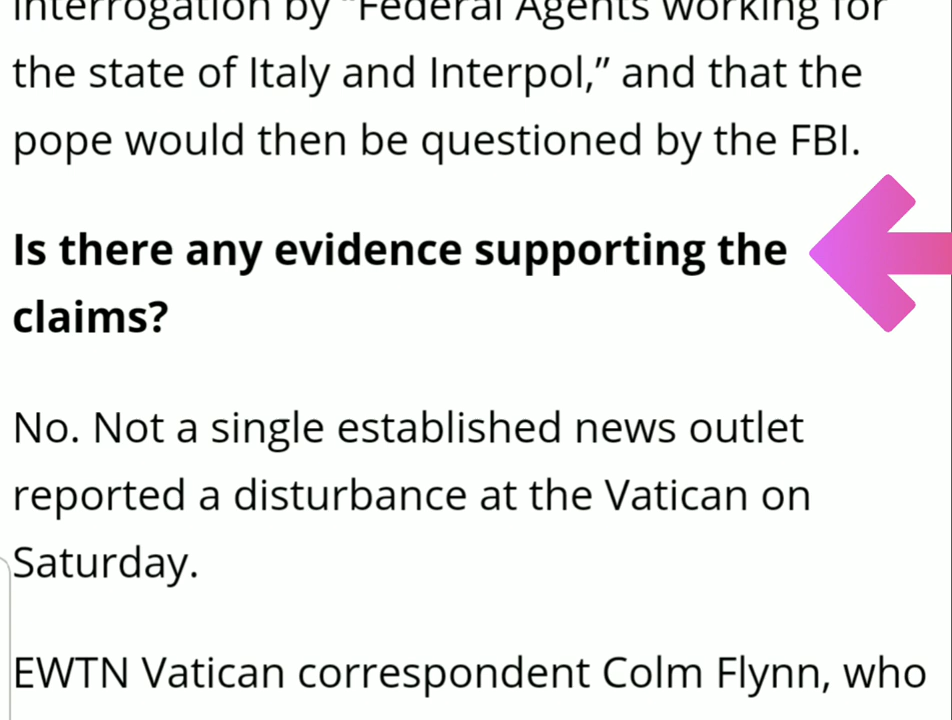 interrogation by “Federal Agents working for
the state of Italy and Interpol,” and that the
pope would then be questioned by the FBI.
Is there any evidence supporting the
claims?
No. Not a single established news outlet
reported a disturbance at the Vatican on
Saturday.
EWTN Vatican correspondent Colm Flynn, who